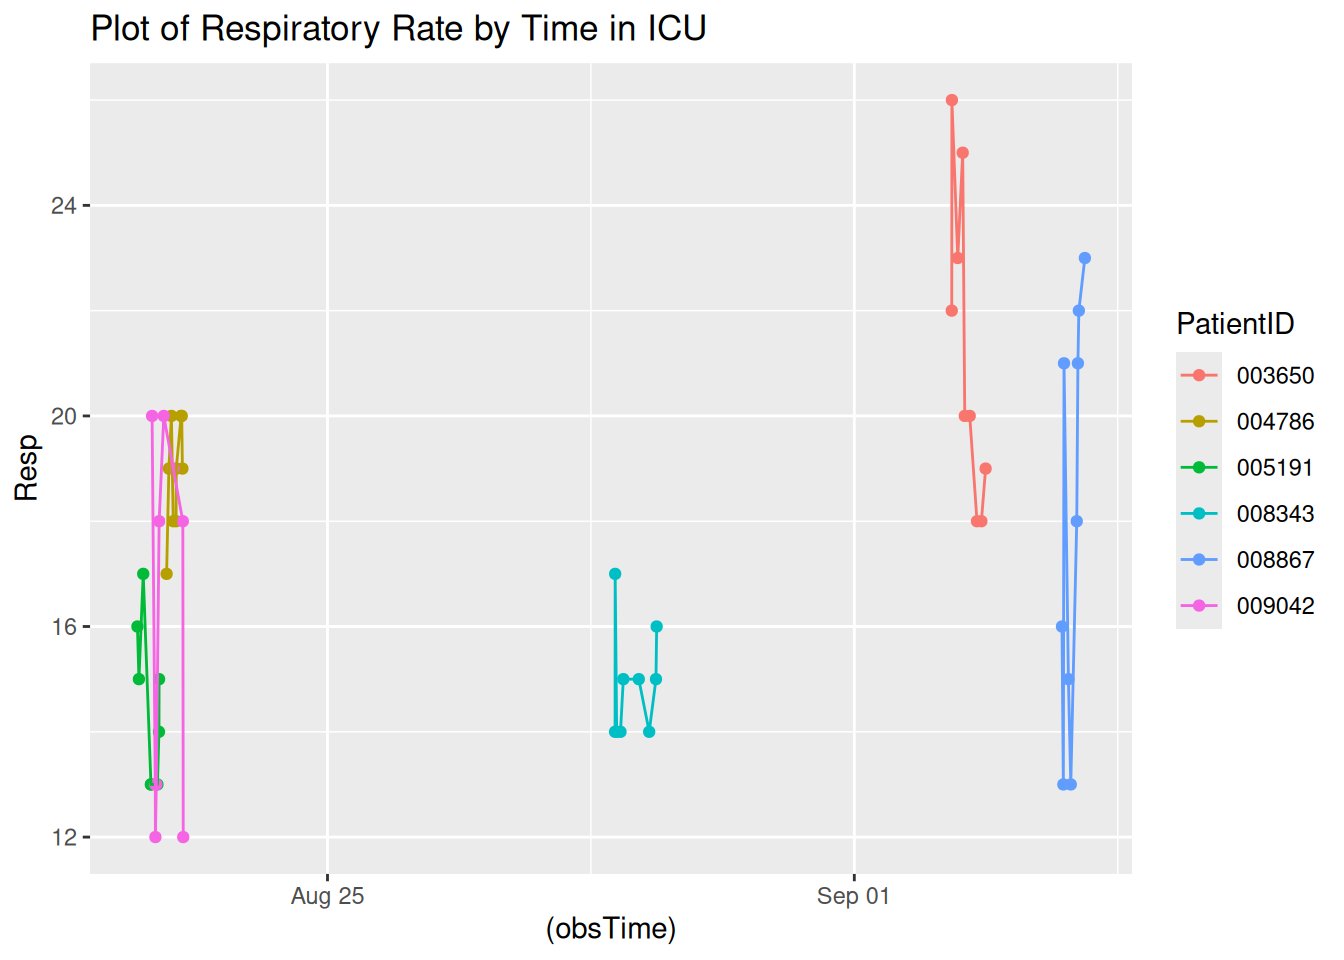 Plot of Respiratory Rate by Time in ICU
24
20
16
12
Resp
Aug 25
Sep 01
(obsTime)
PatientID
003650
004786
005191
008343
008867
009042